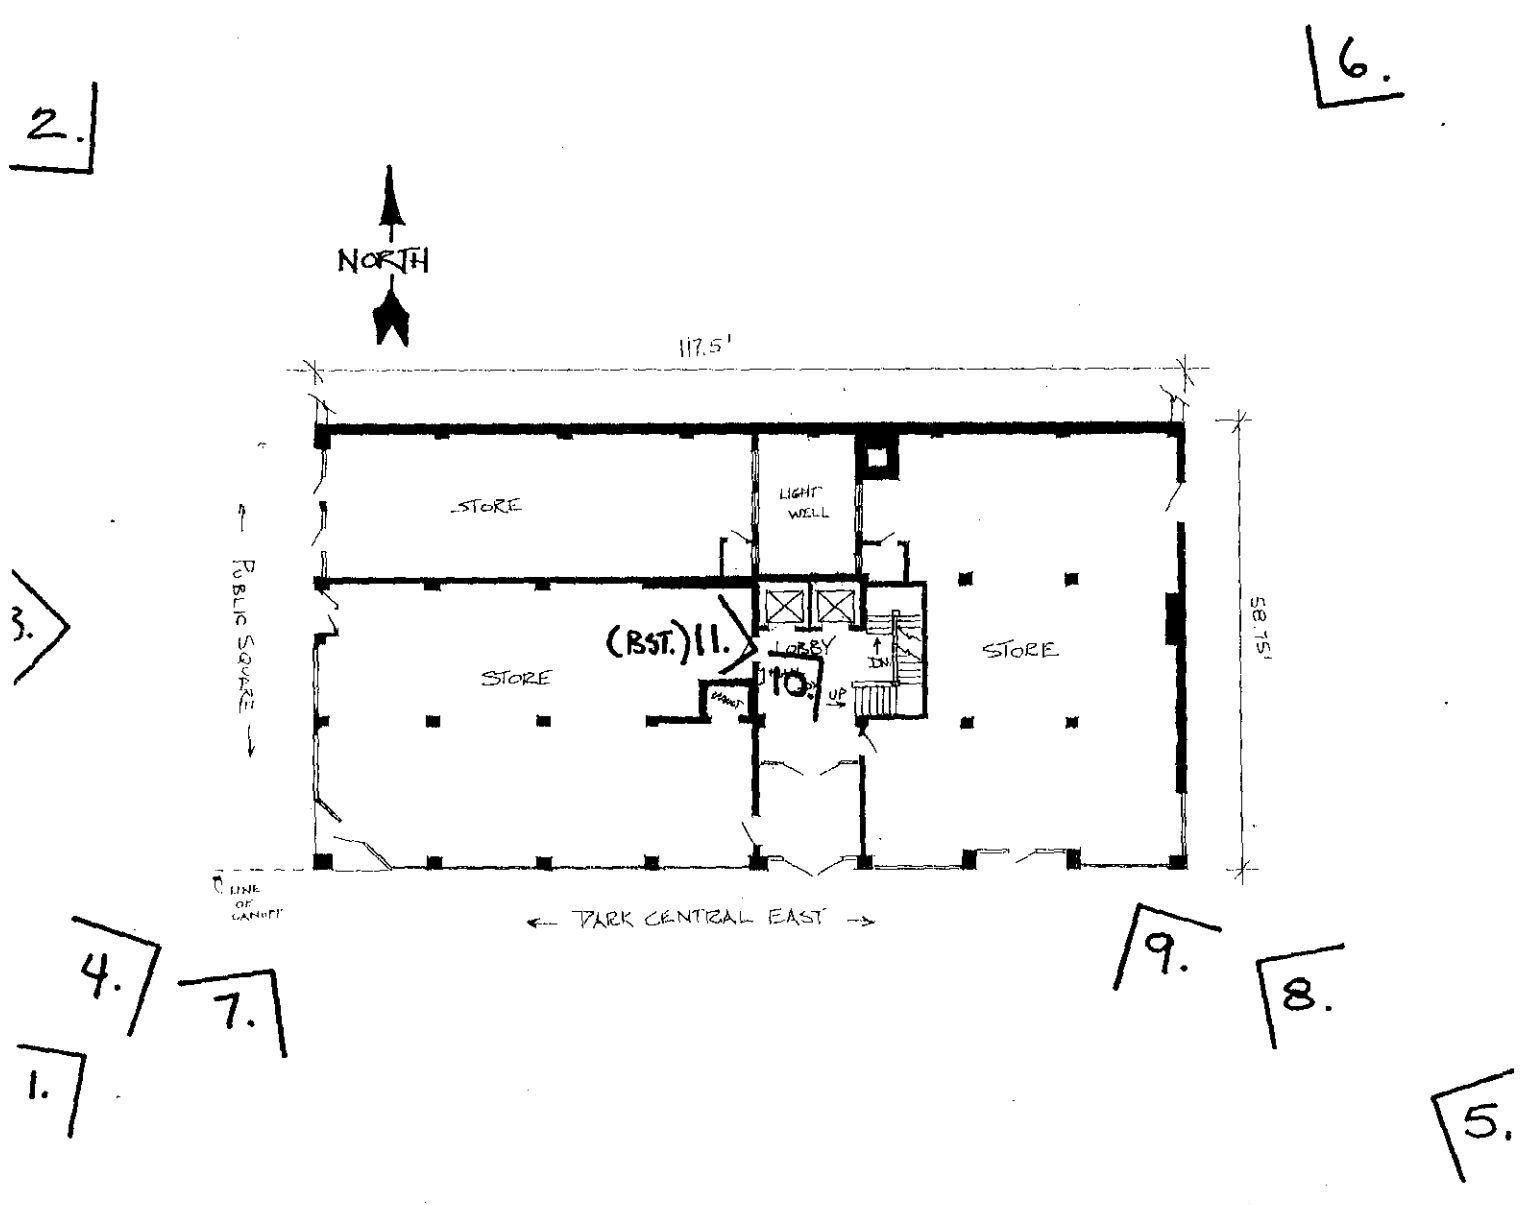 6.
2.
NORTH
117.5'
STORE
LIGHT
WELL
← PUBLIC SQUARE →
58.75'
3.
(BST.) 11.
LOBBY
STORE
DN
STORE
10.
UP
LINE
OF
CANOPY
← PARK CENTRAL EAST →
4.
7.
9.
8.
1.
5.